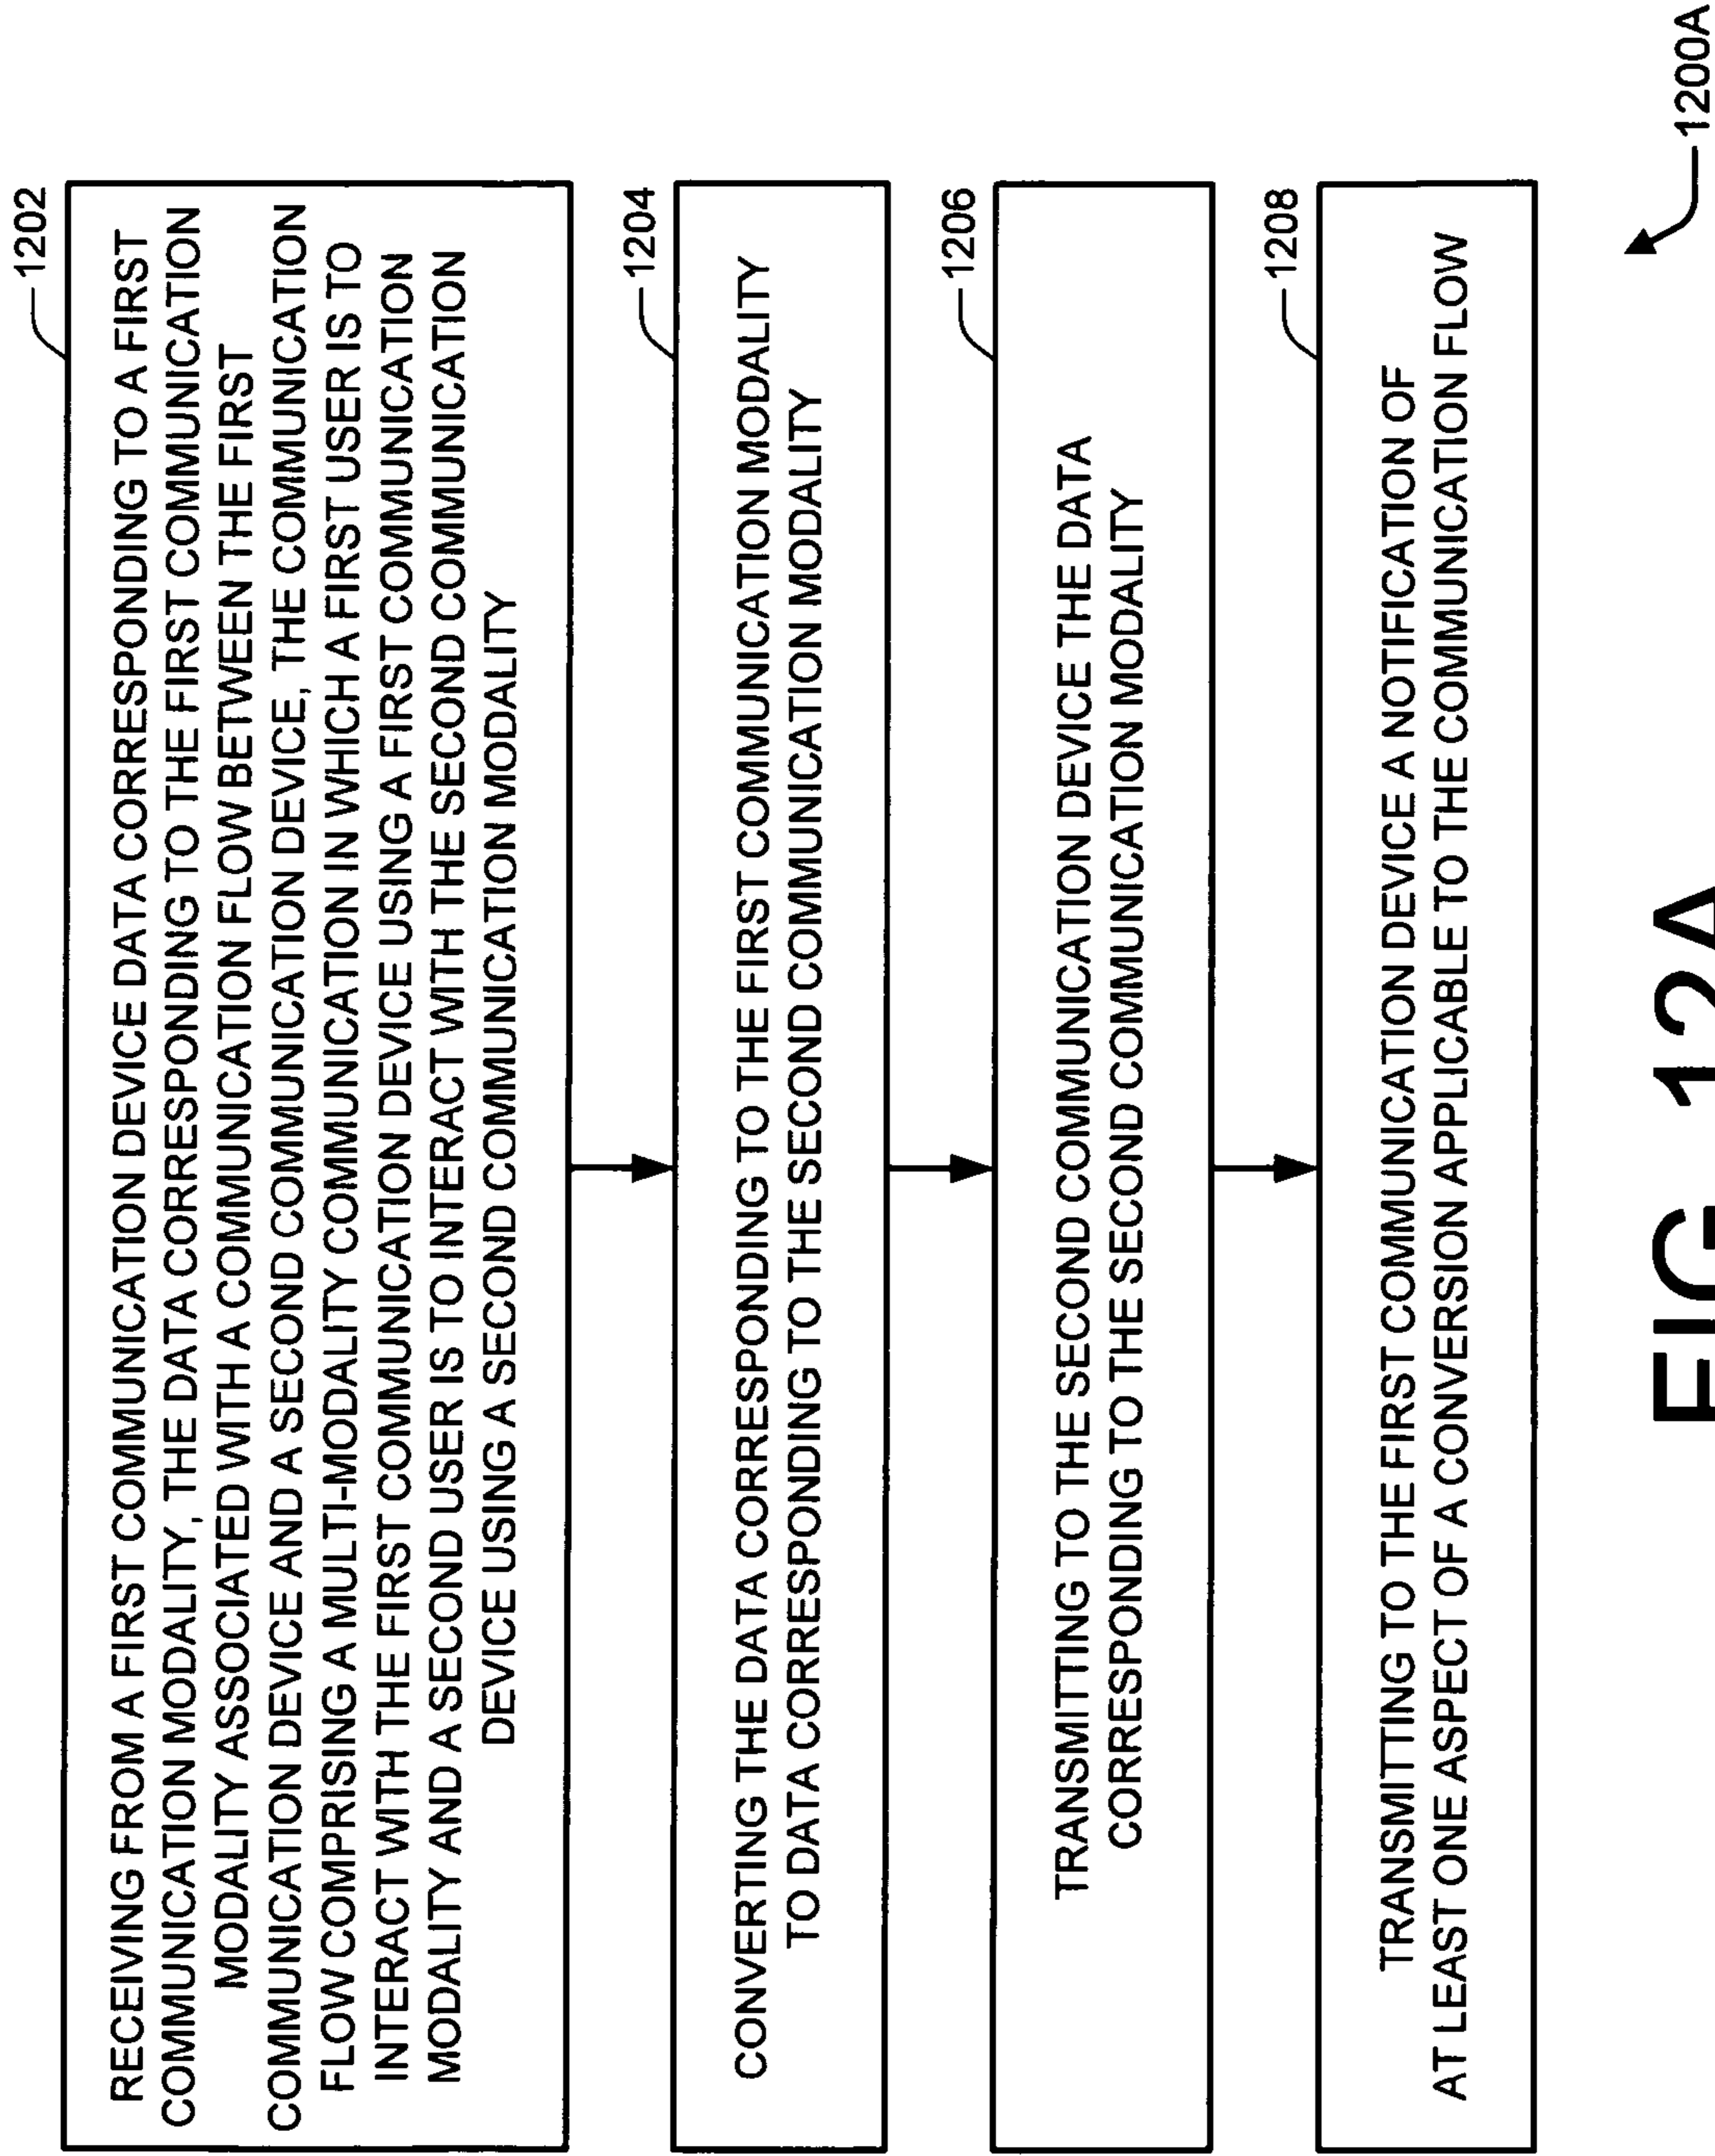 1202
RECEIVING FROM A FIRST COMMUNICATION DEVICE DATA CORRESPONDING TO A FIRST
COMMUNICATION MODALITY, THE DATA CORRESPONDING TO THE FIRST COMMUNICATION
MODALITY ASSOCIATED WITH A COMMUNICATION FLOW BETWEEN THE FIRST
COMMUNICATION DEVICE AND A SECOND COMMUNICATION DEVICE, THE COMMUNICATION
FLOW COMPRISING A MULTI-MODALITY COMMUNICATION IN WHICH A FIRST USER IS TO
INTERACT WITH THE FIRST COMMUNICATION DEVICE USING A FIRST COMMUNICATION
MODALITY AND A SECOND USER IS TO INTERACT WITH THE SECOND COMMUNICATION
DEVICE USING A SECOND COMMUNICATION MODALITY
1204
CONVERTING THE DATA CORRESPONDING TO THE FIRST COMMUNICATION MODALITY
TO DATA CORRESPONDING TO THE SECOND COMMUNICATION MODALITY
1206
TRANSMITTING TO THE SECOND COMMUNICATION DEVICE THE DATA
CORRESPONDING TO THE SECOND COMMUNICATION MODALITY
1208
TRANSMITTING TO THE FIRST COMMUNICATION DEVICE A NOTIFICATION OF
AT LEAST ONE ASPECT OF A CONVERSION APPLICABLE TO THE COMMUNICATION FLOW
1200A
FIG. 12A